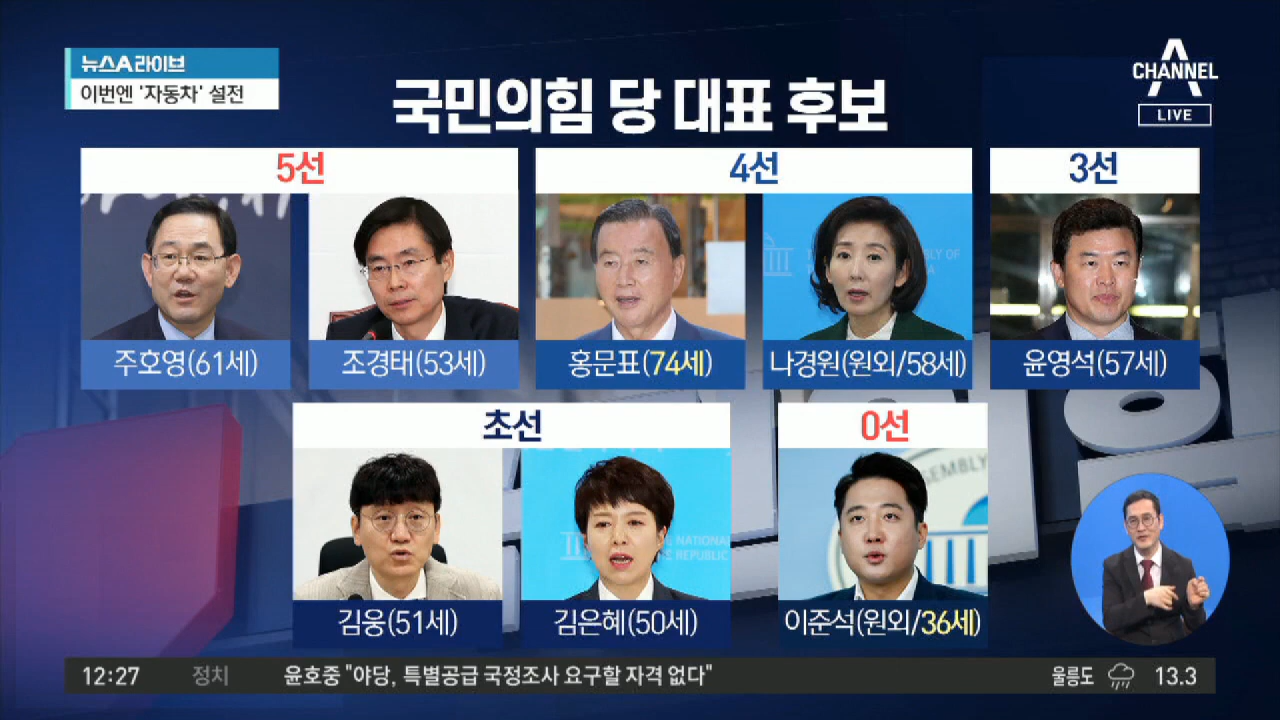 뉴스A 라이브
이번엔 '자동차' 설전
CHANNEL A
LIVE
국민의힘 당 대표 후보
5선
4선
3선
주호영(61세)
조경태(53세)
홍문표(74세)
나경원(원외/58세)
윤영석(57세)
초선
0선
김웅(51세)
김은혜(50세)
이준석(원외/36세)
12:27
정치
윤호중 "야당, 특별공급 국정조사 요구할 자격 없다"
울릉도
13.3